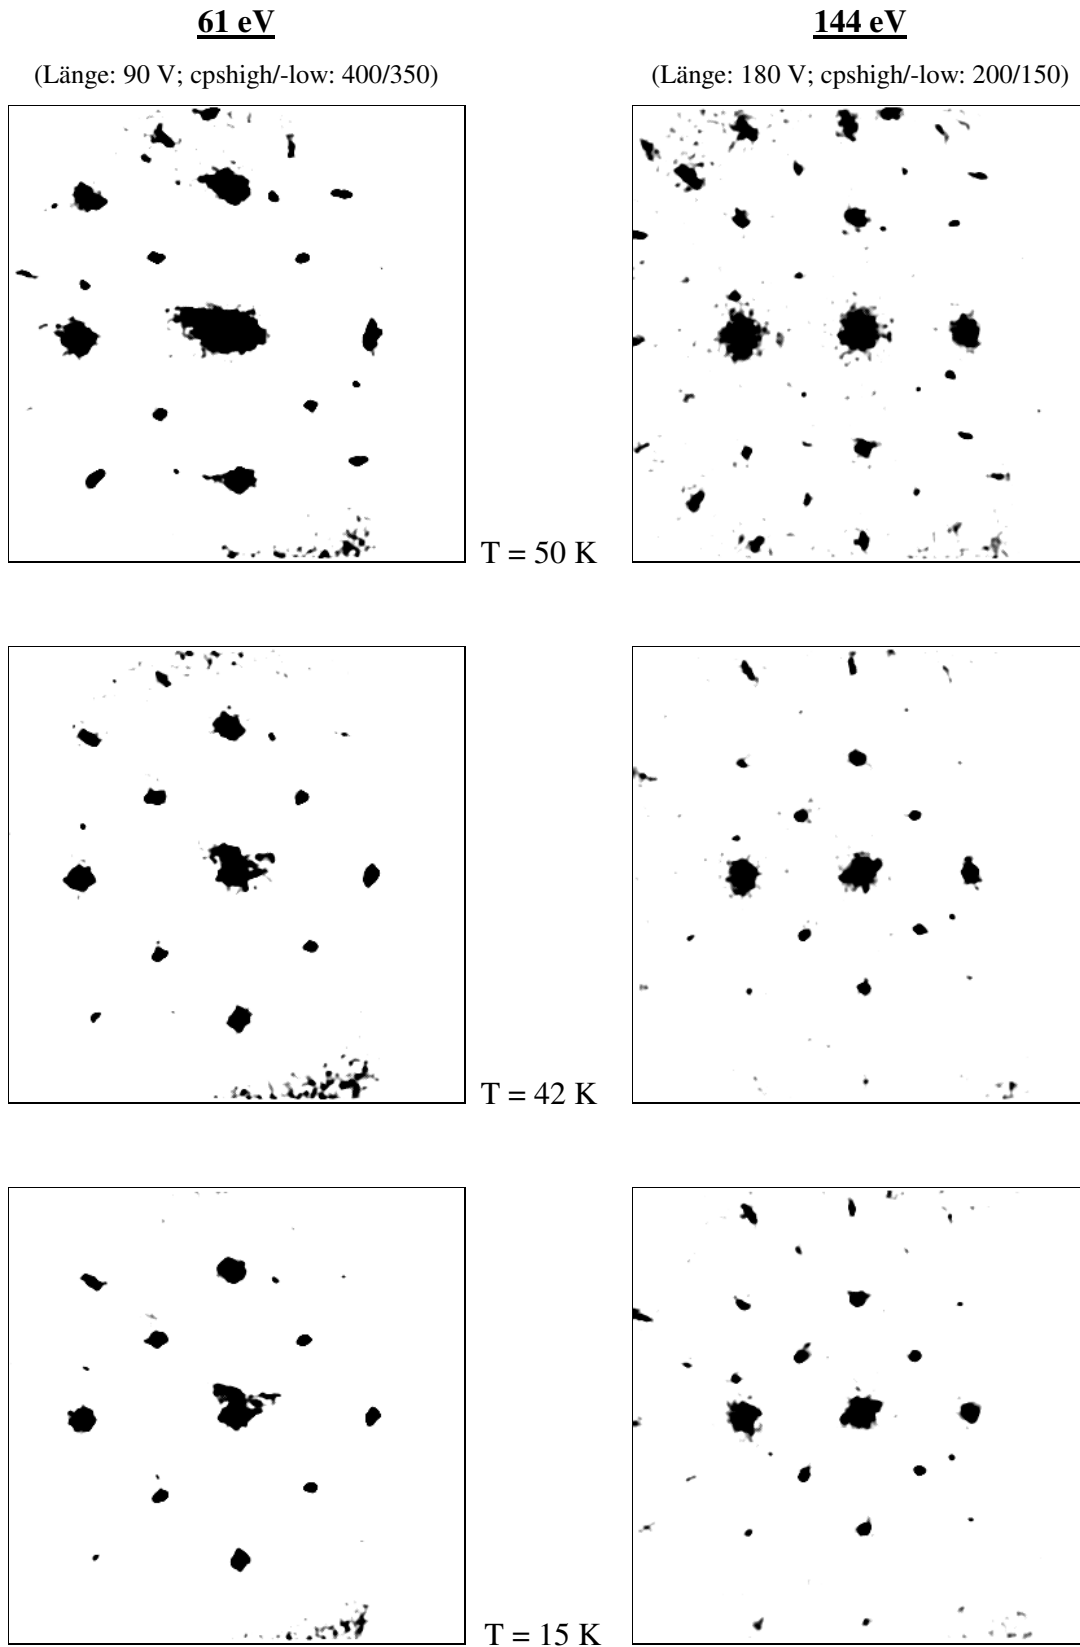 61 eV
144 eV
(Länge: 90 V; cpshigh/-low: 400/350)
(Länge: 180 V; cpshigh/-low: 200/150)
T = 50 K
T = 42 K
T = 15 K